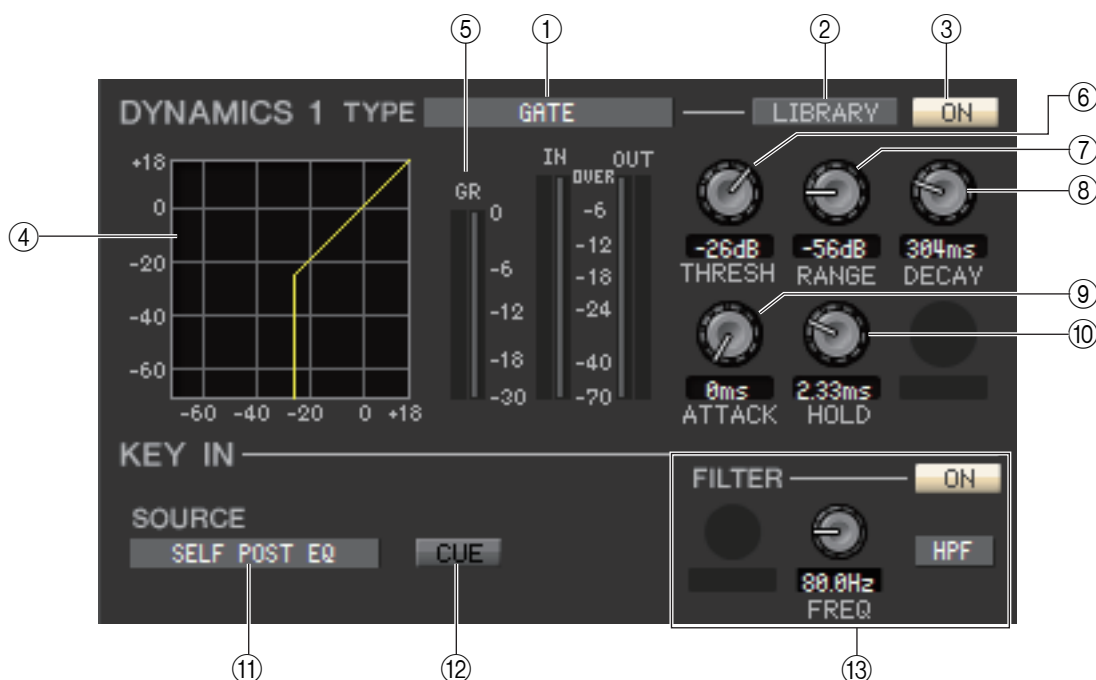 ⑤ ① ② ③
DYNAMICS 1 TYPE GATE LIBRARY ON
⑥
⑦
⑧
④
+18
0
-20
-40
-60
-60 -40 -20 0 +18
GR
0
-6
-12
-18
-30
IN OUT
OVER
-6
-12
-18
-24
-40
-70
-26dB -56dB 304ms
THRESH RANGE DECAY
⑨
⑩
0ms 2.33ms
ATTACK HOLD
KEY IN
SOURCE
SELF POST EQ CUE
FILTER ON
HPF
80.0Hz
FREQ
⑪ ⑫ ⑬